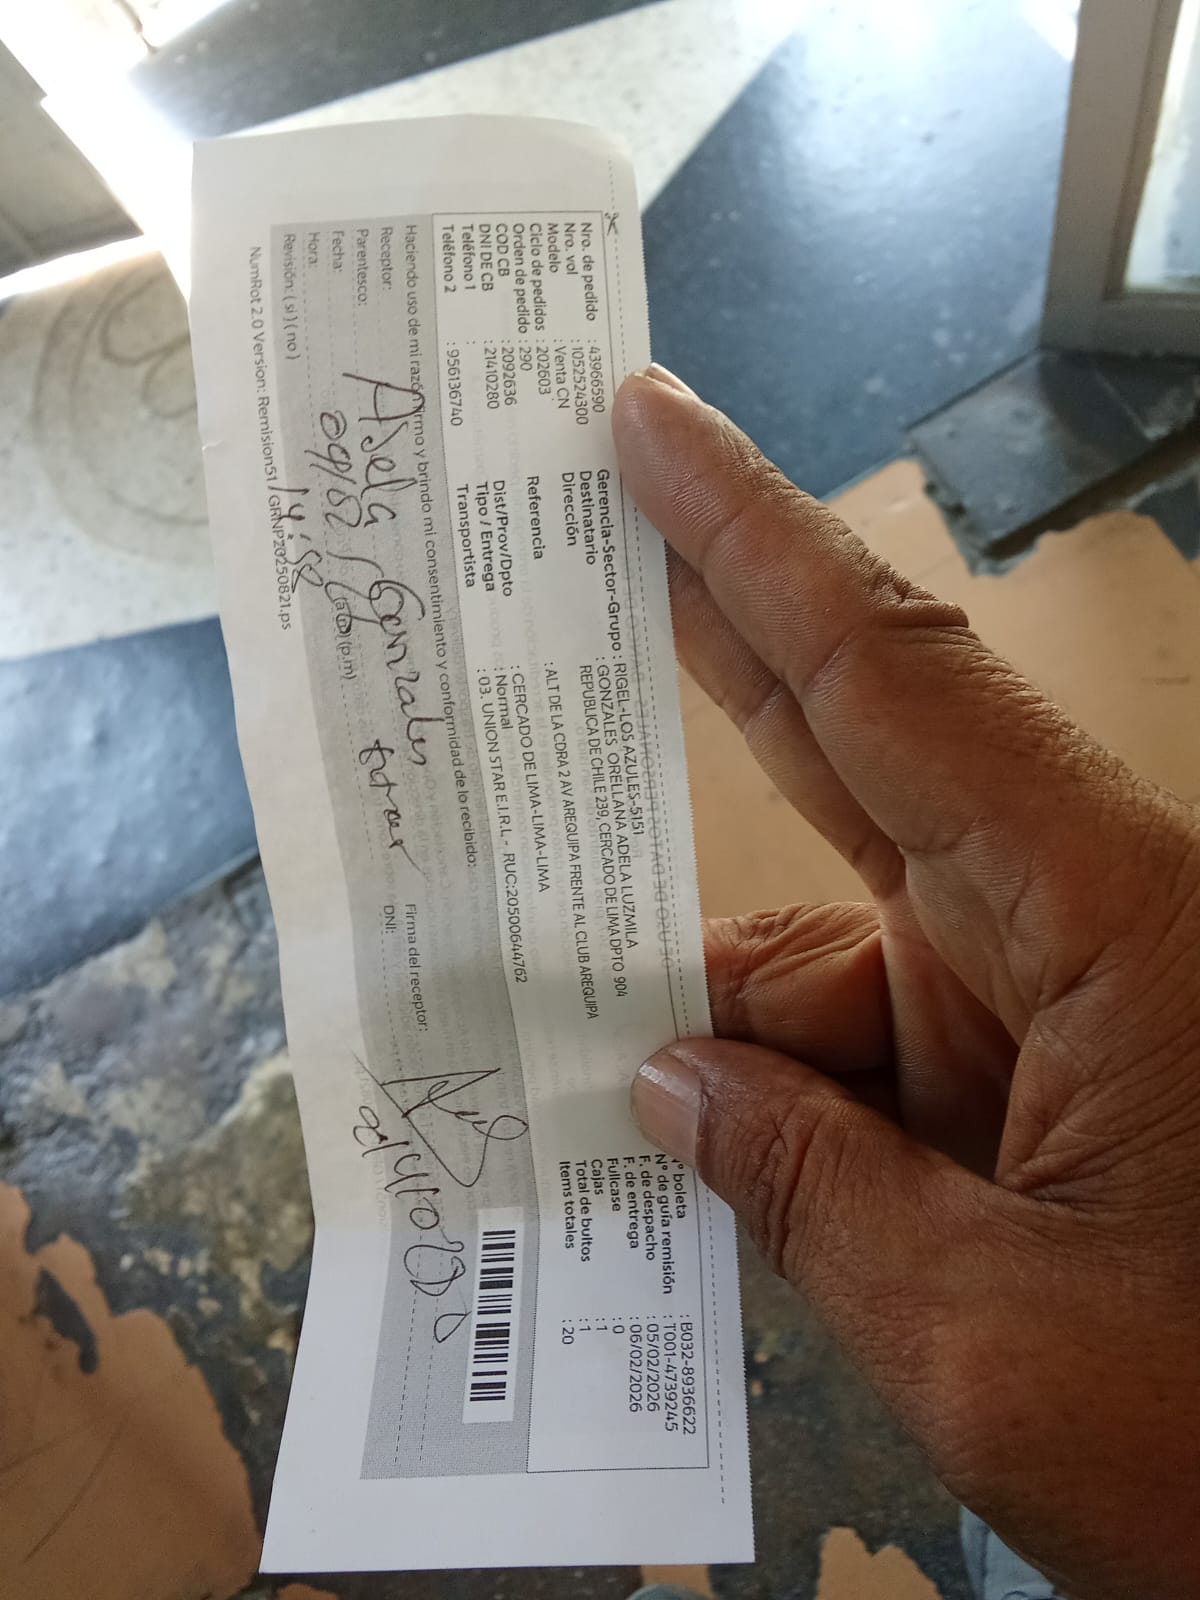 Nro. de pedido : 43966590
Nro. vol : 1052524300
Modelo : Venta CN
Ciclo de pedidos : 202603
Orden de pedido : 290
COD CB : 2092636
DNI DE CB : 21410280
Teléfono 1 :
Teléfono 2 : 956136740
Gerencia-Sector-Grupo : RIGEL-LOS AZULES-5151
Destinatario : GONZALES ORELLANA ADELA LUZMILA
Dirección REPUBLICA DE CHILE 239, CERCADO DE LIMA DPTO 904
Referencia : ALT DE LA CDRA 2 AV AREQUIPA FRENTE AL CLUB AREQUIPA
Dist/Prov/Dpto : CERCADO DE LIMA-LIMA-LIMA
Tipo / Entrega : Normal
Transportista : 03. UNION STAR E.I.R.L - RUC:20500644762
N° boleta : B032-8936622
N° de guía remisión : T001-4739245
F. de despacho : 05/02/2026
F. de entrega : 06/02/2026
Fullcase : 0
Cajas : 1
Total de bultos : 1
Items totales : 20
Haciendo uso de mi razón firmo y brindo mi consentimiento y conformidad de lo recibido:
Receptor: Adela Gonzales
Parentesco:
Fecha:
Hora: (a.m) (p.m)
Revisión: ( si ) ( no )
Firma del receptor:
DNI:
NumRot 2.0 Version: Remision51 / GRNP20250821.ps